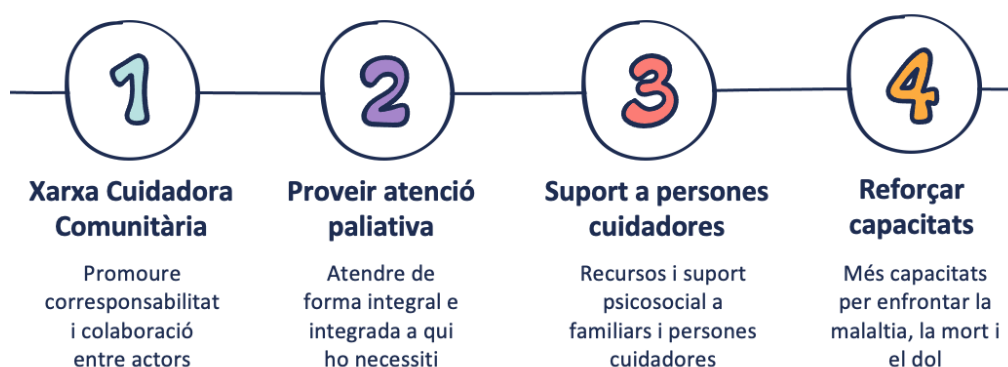 1
Xarxa Cuidadora
Comunitària
Promoure
corresponsabilitat
i colaboració
entre actors
2
Proveir atenció
paliativa
Atendre de
forma integral e
integrada a qui
ho necessiti
3
Suport a persones
cuidadores
Recursos i suport
psicosocial a
familiars i persones
cuidadores
4
Reforçar
capacitats
Més capacitats
per enfrontar la
malaltia, la mort i
el dol